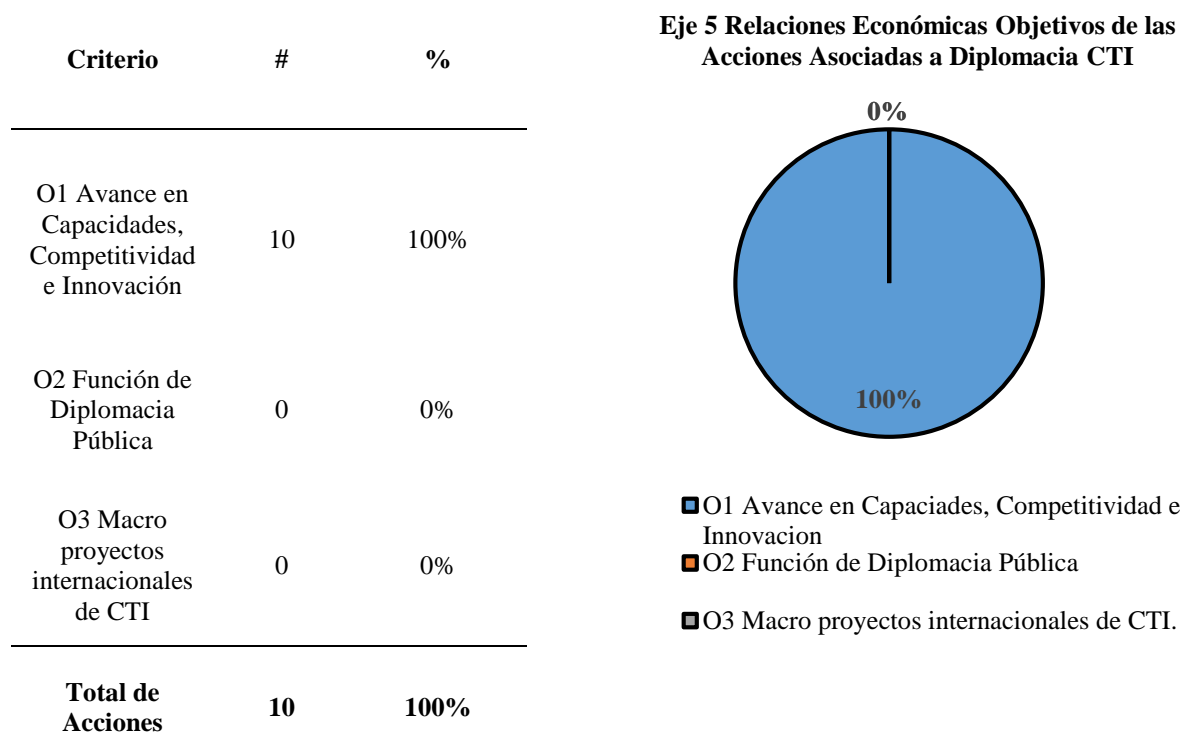 Criterio # %
O1 Avance en
Capacidades,
Competitividad
e Innovación
10 100%
O2 Función de
Diplomacia
Pública
0 0%
O3 Macro
proyectos
internacionales
de CTI
0 0%
Total de
Acciones
10 100%
Eje 5 Relaciones Económicas Objetivos de las
Acciones Asociadas a Diplomacia CTI
0%
100%
O1 Avance en Capaciades, Competitividad e
Innovacion
O2 Función de Diplomacia Pública
O3 Macro proyectos internacionales de CTI.